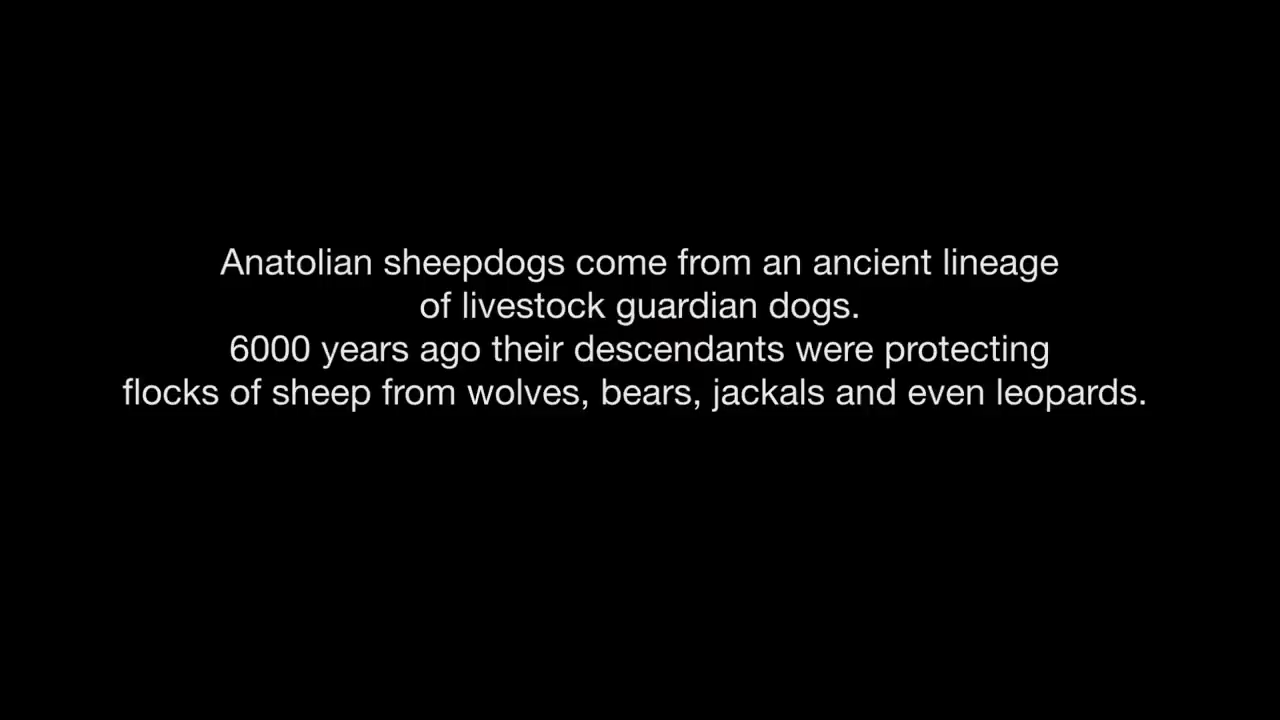 Anatolian sheepdogs come from an ancient lineage
of livestock guardian dogs.
6000 years ago their descendants were protecting
flocks of sheep from wolves, bears, jackals and even leopards.